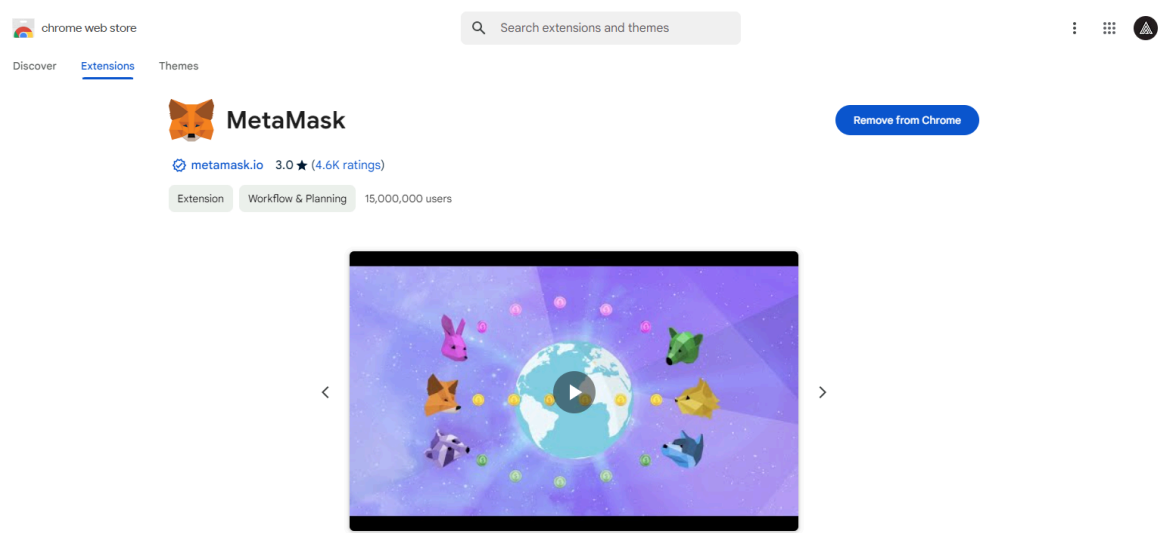 chrome web store
Search extensions and themes
Discover
Extensions
Themes
MetaMask
Remove from Chrome
metamask.io 3.0 ★ (4.6K ratings)
Extension
Workflow & Planning
15,000,000 users